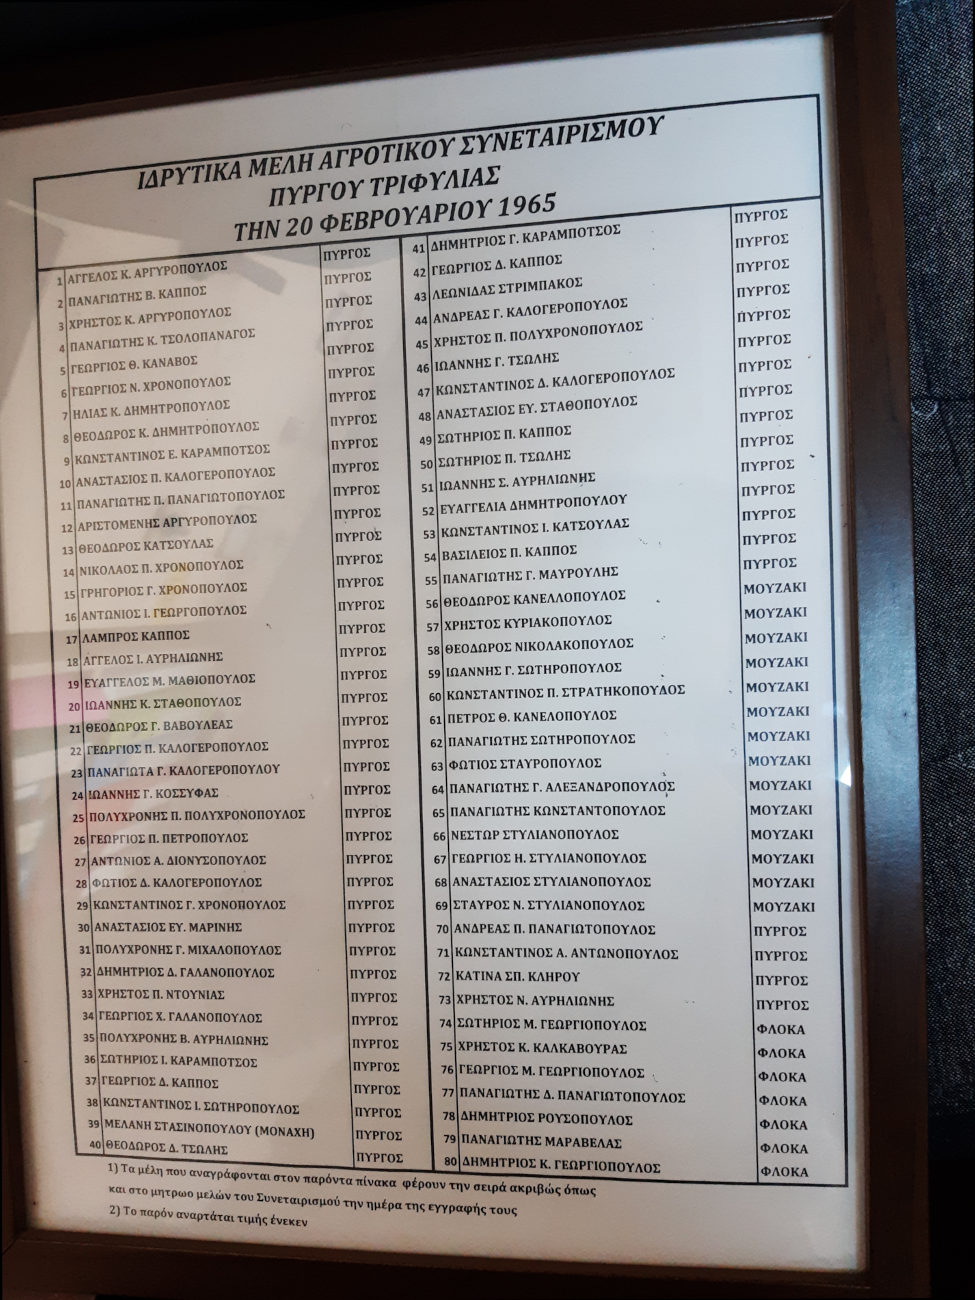 ΙΔΡΥΤΙΚΑ ΜΕΛΗ ΑΓΡΟΤΙΚΟΥ ΣΥΝΕΤΑΙΡΙΣΜΟΥ
ΠΥΡΓΟΥ ΤΡΙΦΥΛΙΑΣ
ΤΗΝ 20 ΦΕΒΡΟΥΑΡΙΟΥ 1965
1 ΑΓΓΕΛΟΣ Κ. ΑΡΓΥΡΟΠΟΥΛΟΣ ΠΥΡΓΟΣ
2 ΠΑΝΑΓΙΩΤΗΣ Β. ΚΑΠΠΟΣ ΠΥΡΓΟΣ
3 ΧΡΗΣΤΟΣ Κ. ΑΡΓΥΡΟΠΟΥΛΟΣ ΠΥΡΓΟΣ
4 ΠΑΝΑΓΙΩΤΗΣ Κ. ΤΣΟΛΟΠΑΝΑΓΟΣ ΠΥΡΓΟΣ
5 ΓΕΩΡΓΙΟΣ Θ. ΚΑΝΑΒΟΣ ΠΥΡΓΟΣ
6 ΓΕΩΡΓΙΟΣ Ν. ΧΡΟΝΟΠΟΥΛΟΣ ΠΥΡΓΟΣ
7 ΗΛΙΑΣ Κ. ΔΗΜΗΤΡΟΠΟΥΛΟΣ ΠΥΡΓΟΣ
8 ΘΕΟΔΩΡΟΣ Κ. ΔΗΜΗΤΡΟΠΟΥΛΟΣ ΠΥΡΓΟΣ
9 ΚΩΝΣΤΑΝΤΙΝΟΣ Ε. ΚΑΡΑΜΠΟΤΣΟΣ ΠΥΡΓΟΣ
10 ΑΝΑΣΤΑΣΙΟΣ Π. ΚΑΛΟΓΕΡΟΠΟΥΛΟΣ ΠΥΡΓΟΣ
11 ΠΑΝΑΓΙΩΤΗΣ Π. ΠΑΝΑΓΙΩΤΟΠΟΥΛΟΣ ΠΥΡΓΟΣ
12 ΑΡΙΣΤΟΜΕΝΗΣ ΑΡΓΥΡΟΠΟΥΛΟΣ ΠΥΡΓΟΣ
13 ΘΕΟΔΩΡΟΣ ΚΑΤΣΟΥΛΑΣ ΠΥΡΓΟΣ
14 ΝΙΚΟΛΑΟΣ Π. ΧΡΟΝΟΠΟΥΛΟΣ ΠΥΡΓΟΣ
15 ΓΡΗΓΟΡΙΟΣ Γ. ΧΡΟΝΟΠΟΥΛΟΣ ΠΥΡΓΟΣ
16 ΑΝΤΩΝΙΟΣ Ι. ΓΕΩΡΓΟΠΟΥΛΟΣ ΠΥΡΓΟΣ
17 ΛΑΜΠΡΟΣ ΚΑΠΠΟΣ ΠΥΡΓΟΣ
18 ΑΓΓΕΛΟΣ Ι. ΑΥΡΗΛΙΩΝΗΣ ΠΥΡΓΟΣ
19 ΕΥΑΓΓΕΛΟΣ Μ. ΜΑΘΙΟΠΟΥΛΟΣ ΠΥΡΓΟΣ
20 ΙΩΑΝΝΗΣ Κ. ΣΤΑΘΟΠΟΥΛΟΣ ΠΥΡΓΟΣ
21 ΘΕΟΔΩΡΟΣ Γ. ΒΑΒΟΥΛΕΑΣ ΠΥΡΓΟΣ
22 ΓΕΩΡΓΙΟΣ Π. ΚΑΛΟΓΕΡΟΠΟΥΛΟΣ ΠΥΡΓΟΣ
23 ΠΑΝΑΓΙΩΤΑ Γ. ΚΑΛΟΓΕΡΟΠΟΥΛΟΥ ΠΥΡΓΟΣ
24 ΙΩΑΝΝΗΣ Γ. ΚΟΣΣΥΦΑΣ ΠΥΡΓΟΣ
25 ΠΟΛΥΧΡΟΝΗΣ Π. ΠΟΛΥΧΡΟΝΟΠΟΥΛΟΣ ΠΥΡΓΟΣ
26 ΓΕΩΡΓΙΟΣ Π. ΠΕΤΡΟΠΟΥΛΟΣ ΠΥΡΓΟΣ
27 ΑΝΤΩΝΙΟΣ Α. ΔΙΟΝΥΣΟΠΟΥΛΟΣ ΠΥΡΓΟΣ
28 ΦΩΤΙΟΣ Δ. ΚΑΛΟΓΕΡΟΠΟΥΛΟΣ ΠΥΡΓΟΣ
29 ΚΩΝΣΤΑΝΤΙΝΟΣ Γ. ΧΡΟΝΟΠΟΥΛΟΣ ΠΥΡΓΟΣ
30 ΑΝΑΣΤΑΣΙΟΣ ΕΥ. ΜΑΡΙΝΗΣ ΠΥΡΓΟΣ
31 ΠΟΛΥΧΡΟΝΗΣ Γ. ΜΙΧΑΛΟΠΟΥΛΟΣ ΠΥΡΓΟΣ
32 ΔΗΜΗΤΡΙΟΣ Δ. ΓΑΛΑΝΟΠΟΥΛΟΣ ΠΥΡΓΟΣ
33 ΧΡΗΣΤΟΣ Π. ΝΤΟΥΝΙΑΣ ΠΥΡΓΟΣ
34 ΓΕΩΡΓΙΟΣ Χ. ΓΑΛΑΝΟΠΟΥΛΟΣ ΠΥΡΓΟΣ
35 ΠΟΛΥΧΡΟΝΗΣ Β. ΑΥΡΗΛΙΩΝΗΣ ΠΥΡΓΟΣ
36 ΣΩΤΗΡΙΟΣ Ι. ΚΑΡΑΜΠΟΤΣΟΣ ΠΥΡΓΟΣ
37 ΓΕΩΡΓΙΟΣ Δ. ΚΑΠΠΟΣ ΠΥΡΓΟΣ
38 ΚΩΝΣΤΑΝΤΙΝΟΣ Ι. ΣΩΤΗΡΟΠΟΥΛΟΣ ΠΥΡΓΟΣ
39 ΜΕΛΑΝΗ ΣΤΑΣΙΝΟΠΟΥΛΟΥ (ΜΟΝΑΧΗ) ΠΥΡΓΟΣ
40 ΘΕΟΔΩΡΟΣ Δ. ΤΣΩΛΗΣ ΠΥΡΓΟΣ
41 ΔΗΜΗΤΡΙΟΣ Γ. ΚΑΡΑΜΠΟΤΣΟΣ ΠΥΡΓΟΣ
42 ΓΕΩΡΓΙΟΣ Δ. ΚΑΠΠΟΣ ΠΥΡΓΟΣ
43 ΛΕΩΝΙΔΑΣ ΣΤΡΙΜΠΑΚΟΣ ΠΥΡΓΟΣ
44 ΑΝΔΡΕΑΣ Γ. ΚΑΛΟΓΕΡΟΠΟΥΛΟΣ ΠΥΡΓΟΣ
45 ΧΡΗΣΤΟΣ Π. ΠΟΛΥΧΡΟΝΟΠΟΥΛΟΣ ΠΥΡΓΟΣ
46 ΙΩΑΝΝΗΣ Γ. ΤΣΩΛΗΣ ΠΥΡΓΟΣ
47 ΚΩΝΣΤΑΝΤΙΝΟΣ Δ. ΚΑΛΟΓΕΡΟΠΟΥΛΟΣ ΠΥΡΓΟΣ
48 ΑΝΑΣΤΑΣΙΟΣ ΕΥ. ΣΤΑΘΟΠΟΥΛΟΣ ΠΥΡΓΟΣ
49 ΣΩΤΗΡΙΟΣ Π. ΚΑΠΠΟΣ ΠΥΡΓΟΣ
50 ΣΩΤΗΡΙΟΣ Π. ΤΣΩΛΗΣ ΠΥΡΓΟΣ
51 ΙΩΑΝΝΗΣ Σ. ΑΥΡΗΛΙΩΝΗΣ ΠΥΡΓΟΣ
52 ΕΥΑΓΓΕΛΙΑ ΔΗΜΗΤΡΟΠΟΥΛΟΥ ΠΥΡΓΟΣ
53 ΚΩΝΣΤΑΝΤΙΝΟΣ Ι. ΚΑΤΣΟΥΛΑΣ ΠΥΡΓΟΣ
54 ΒΑΣΙΛΕΙΟΣ Π. ΚΑΠΠΟΣ ΠΥΡΓΟΣ
55 ΠΑΝΑΓΙΩΤΗΣ Γ. ΜΑΥΡΟΥΛΗΣ ΠΥΡΓΟΣ
56 ΘΕΟΔΩΡΟΣ ΚΑΝΕΛΛΟΠΟΥΛΟΣ ΜΟΥΖΑΚΙ
57 ΧΡΗΣΤΟΣ ΚΥΡΙΑΚΟΠΟΥΛΟΣ ΜΟΥΖΑΚΙ
58 ΘΕΟΔΩΡΟΣ ΝΙΚΟΛΑΚΟΠΟΥΛΟΣ ΜΟΥΖΑΚΙ
59 ΙΩΑΝΝΗΣ Γ. ΣΩΤΗΡΟΠΟΥΛΟΣ ΜΟΥΖΑΚΙ
60 ΚΩΝΣΤΑΝΤΙΝΟΣ Π. ΣΤΡΑΤΗΚΟΠΟΥΛΟΣ ΜΟΥΖΑΚΙ
61 ΠΕΤΡΟΣ Θ. ΚΑΝΕΛΟΠΟΥΛΟΣ ΜΟΥΖΑΚΙ
62 ΠΑΝΑΓΙΩΤΗΣ ΣΩΤΗΡΟΠΟΥΛΟΣ ΜΟΥΖΑΚΙ
63 ΦΩΤΙΟΣ ΣΤΑΥΡΟΠΟΥΛΟΣ ΜΟΥΖΑΚΙ
64 ΠΑΝΑΓΙΩΤΗΣ Γ. ΑΛΕΞΑΝΔΡΟΠΟΥΛΟΣ ΜΟΥΖΑΚΙ
65 ΠΑΝΑΓΙΩΤΗΣ ΚΩΝΣΤΑΝΤΟΠΟΥΛΟΣ ΜΟΥΖΑΚΙ
66 ΝΕΣΤΩΡ ΣΤΥΛΙΑΝΟΠΟΥΛΟΣ ΜΟΥΖΑΚΙ
67 ΓΕΩΡΓΙΟΣ Η. ΣΤΥΛΙΑΝΟΠΟΥΛΟΣ ΜΟΥΖΑΚΙ
68 ΑΝΑΣΤΑΣΙΟΣ ΣΤΥΛΙΑΝΟΠΟΥΛΟΣ ΜΟΥΖΑΚΙ
69 ΣΤΑΥΡΟΣ Ν. ΣΤΥΛΙΑΝΟΠΟΥΛΟΣ ΜΟΥΖΑΚΙ
70 ΑΝΔΡΕΑΣ Π. ΠΑΝΑΓΙΩΤΟΠΟΥΛΟΣ ΠΥΡΓΟΣ
71 ΚΩΝΣΤΑΝΤΙΝΟΣ Α. ΑΝΤΩΝΟΠΟΥΛΟΣ ΠΥΡΓΟΣ
72 ΚΑΤΙΝΑ ΣΠ. ΚΛΗΡΟΥ ΠΥΡΓΟΣ
73 ΧΡΗΣΤΟΣ Ν. ΑΥΡΗΛΙΩΝΗΣ ΠΥΡΓΟΣ
74 ΣΩΤΗΡΙΟΣ Μ. ΓΕΩΡΓΙΟΠΟΥΛΟΣ ΦΛΟΚΑ
75 ΧΡΗΣΤΟΣ Κ. ΚΑΛΚΑΒΟΥΡΑΣ ΦΛΟΚΑ
76 ΓΕΩΡΓΙΟΣ Μ. ΓΕΩΡΓΙΟΠΟΥΛΟΣ ΦΛΟΚΑ
77 ΠΑΝΑΓΙΩΤΗΣ Δ. ΠΑΝΑΓΙΩΤΟΠΟΥΛΟΣ ΦΛΟΚΑ
78 ΔΗΜΗΤΡΙΟΣ ΡΟΥΣΟΠΟΥΛΟΣ ΦΛΟΚΑ
79 ΠΑΝΑΓΙΩΤΗΣ ΜΑΡΑΒΕΛΑΣ ΦΛΟΚΑ
80 ΔΗΜΗΤΡΙΟΣ Κ. ΓΕΩΡΓΙΟΠΟΥΛΟΣ ΦΛΟΚΑ
1) Τα μέλη που αναγράφονται στον παρόντα πίνακα φέρουν την σειρά ακριβώς όπως
και στο μητρωο μελών του Συνεταιρισμού την ημέρα της εγγραφής τους
2) Το παρόν αναρτάται τιμής ένεκεν